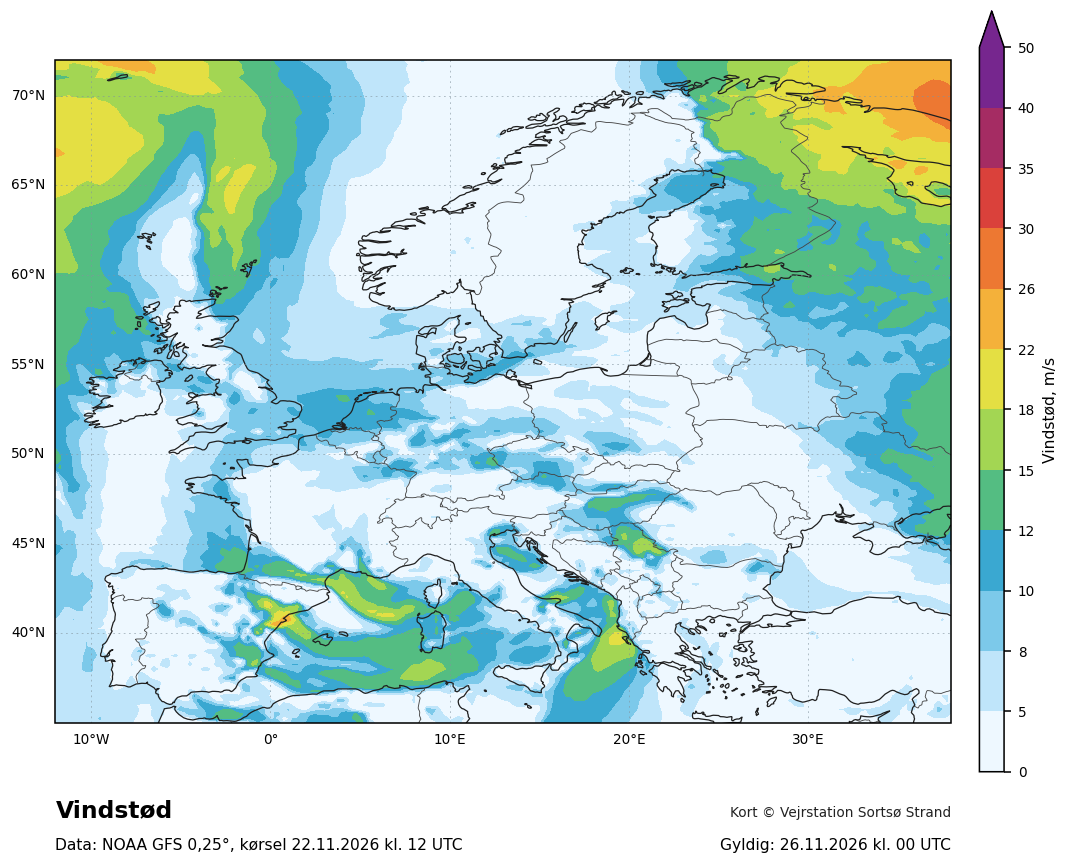 50
40
35
30
26
22
18
15
12
10
8
5
0
Vindstød, m/s
70°N
65°N
60°N
55°N
50°N
45°N
40°N
10°W
0°
10°E
20°E
30°E
Vindstød
Kort © Vejrstation Sortsø Strand
Data: NOAA GFS 0,25°, kørsel 22.11.2026 kl. 12 UTC
Gyldig: 26.11.2026 kl. 00 UTC